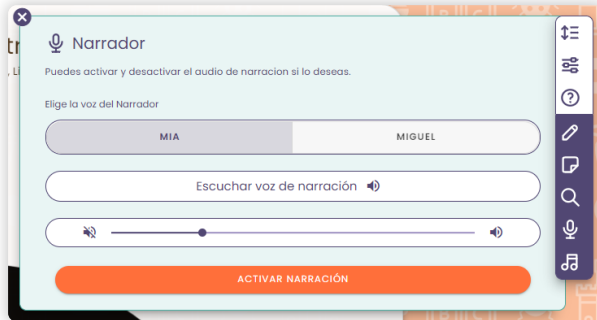 Narrador
Puedes activar y desactivar el audio de narracion si lo deseas.
Elige la voz del Narrador
MIA
MIGUEL
Escuchar voz de narración
ACTIVAR NARRACIÓN